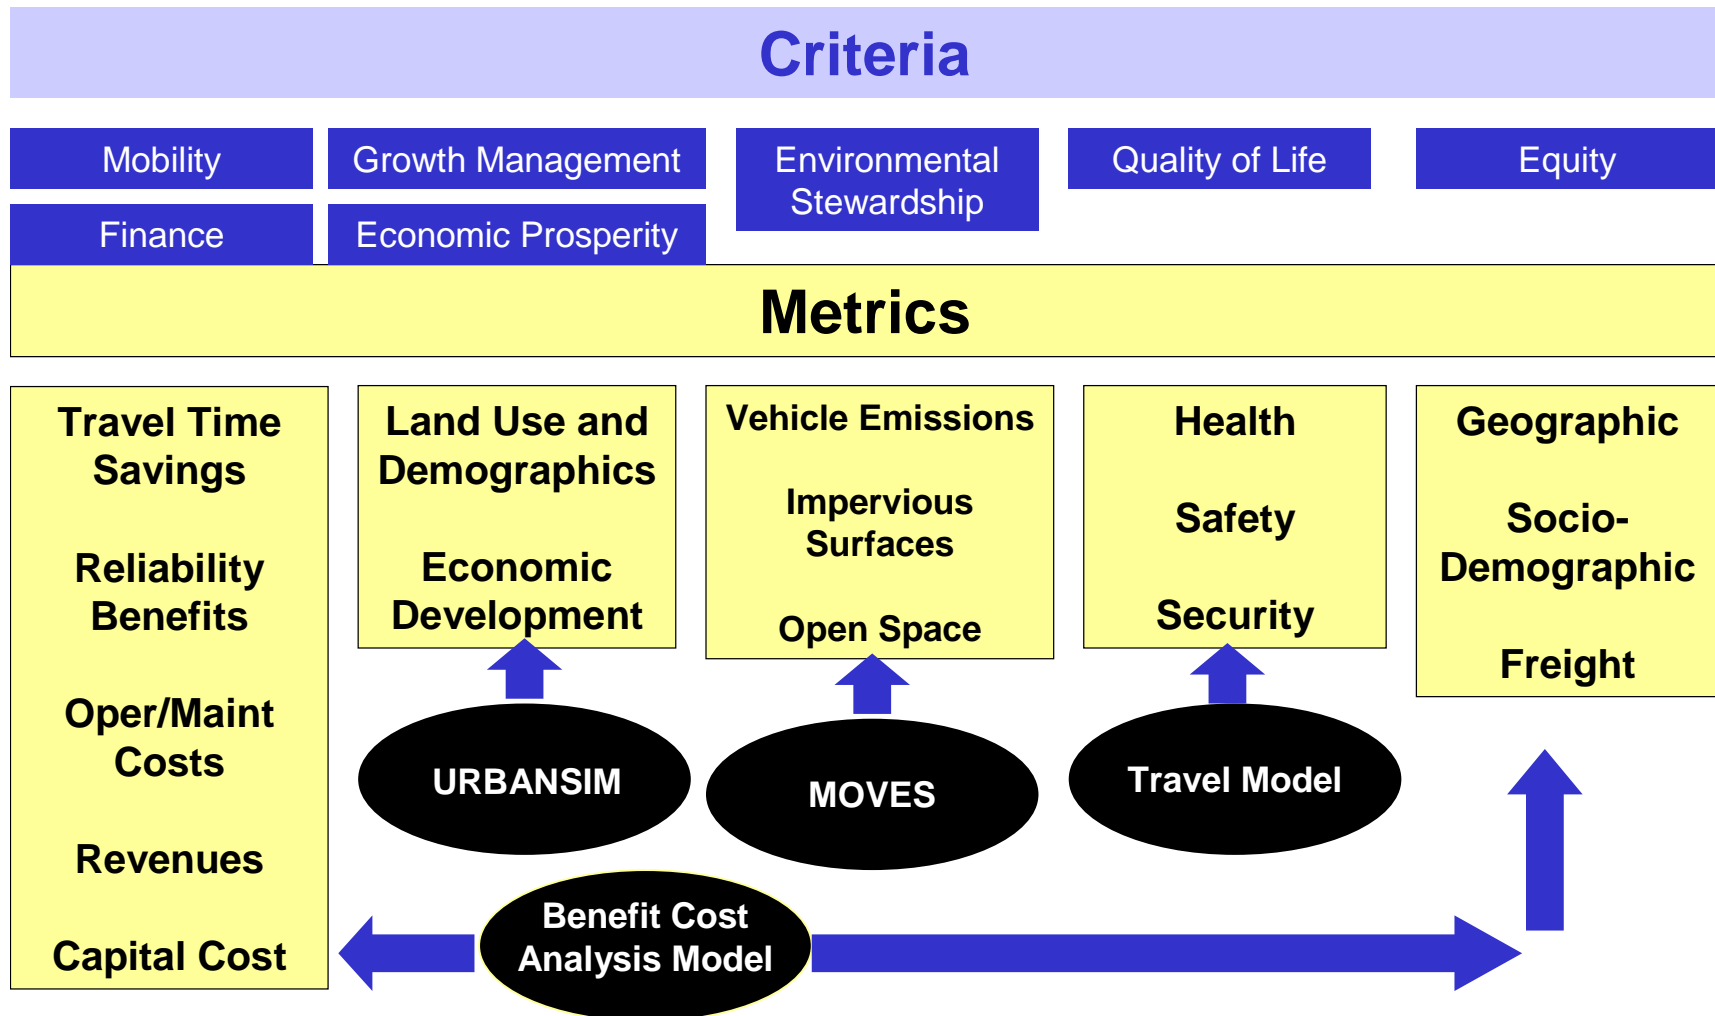 Criteria
Mobility
Growth Management
Environmental
Stewardship
Quality of Life
Equity
Finance
Economic Prosperity
Metrics
Travel Time
Savings
Reliability
Benefits
Oper/Maint
Costs
Revenues
Capital Cost
Land Use and
Demographics
Economic
Development
Vehicle Emissions
Impervious
Surfaces
Open Space
Health
Safety
Security
Geographic
Socio-
Demographic
Freight
URBANSIM
MOVES
Travel Model
Benefit Cost
Analysis Model